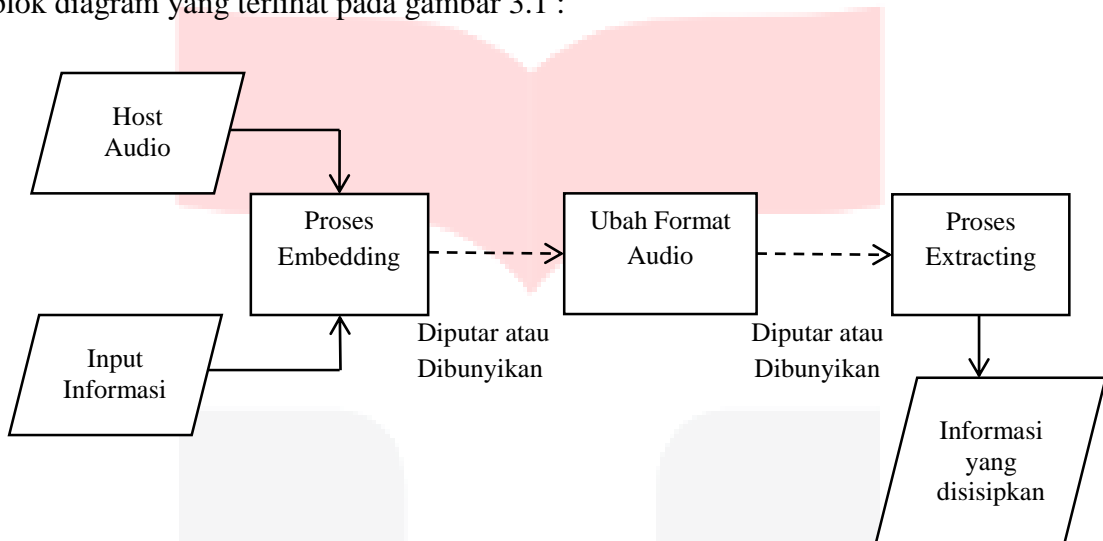 blok diagram yang terlihat pada gambar 3.1 :
Host
Audio
Proses
Embedding
Ubah Format
Audio
Proses
Extracting
Diputar atau
Dibunyikan
Diputar atau
Dibunyikan
Input
Informasi
Informasi
yang
disisipkan